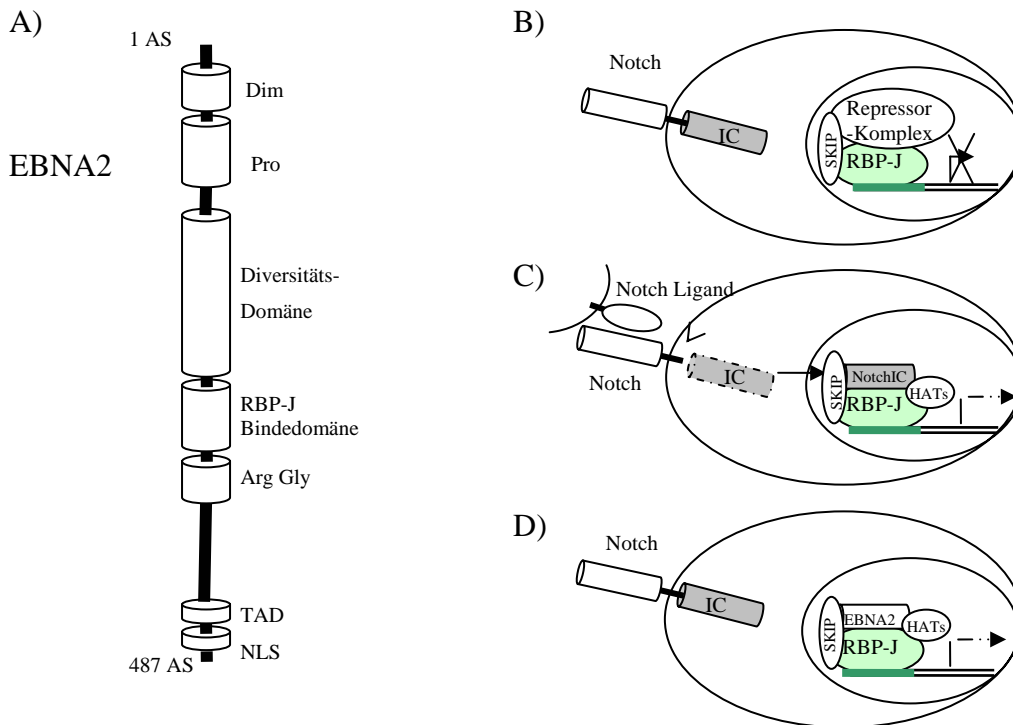 A)
1 AS
Dim
EBNA2
Pro
Diversitäts-
Domäne
RBP-J
Bindedomäne
Arg Gly
TAD
NLS
487 AS
B)
Notch
IC
Repressor
-Komplex
SKIP
RBP-J
C)
Notch Ligand
Notch
IC
SKIP
NotchIC
RBP-J
HATs
D)
Notch
IC
SKIP
EBNA2
HATs
RBP-J